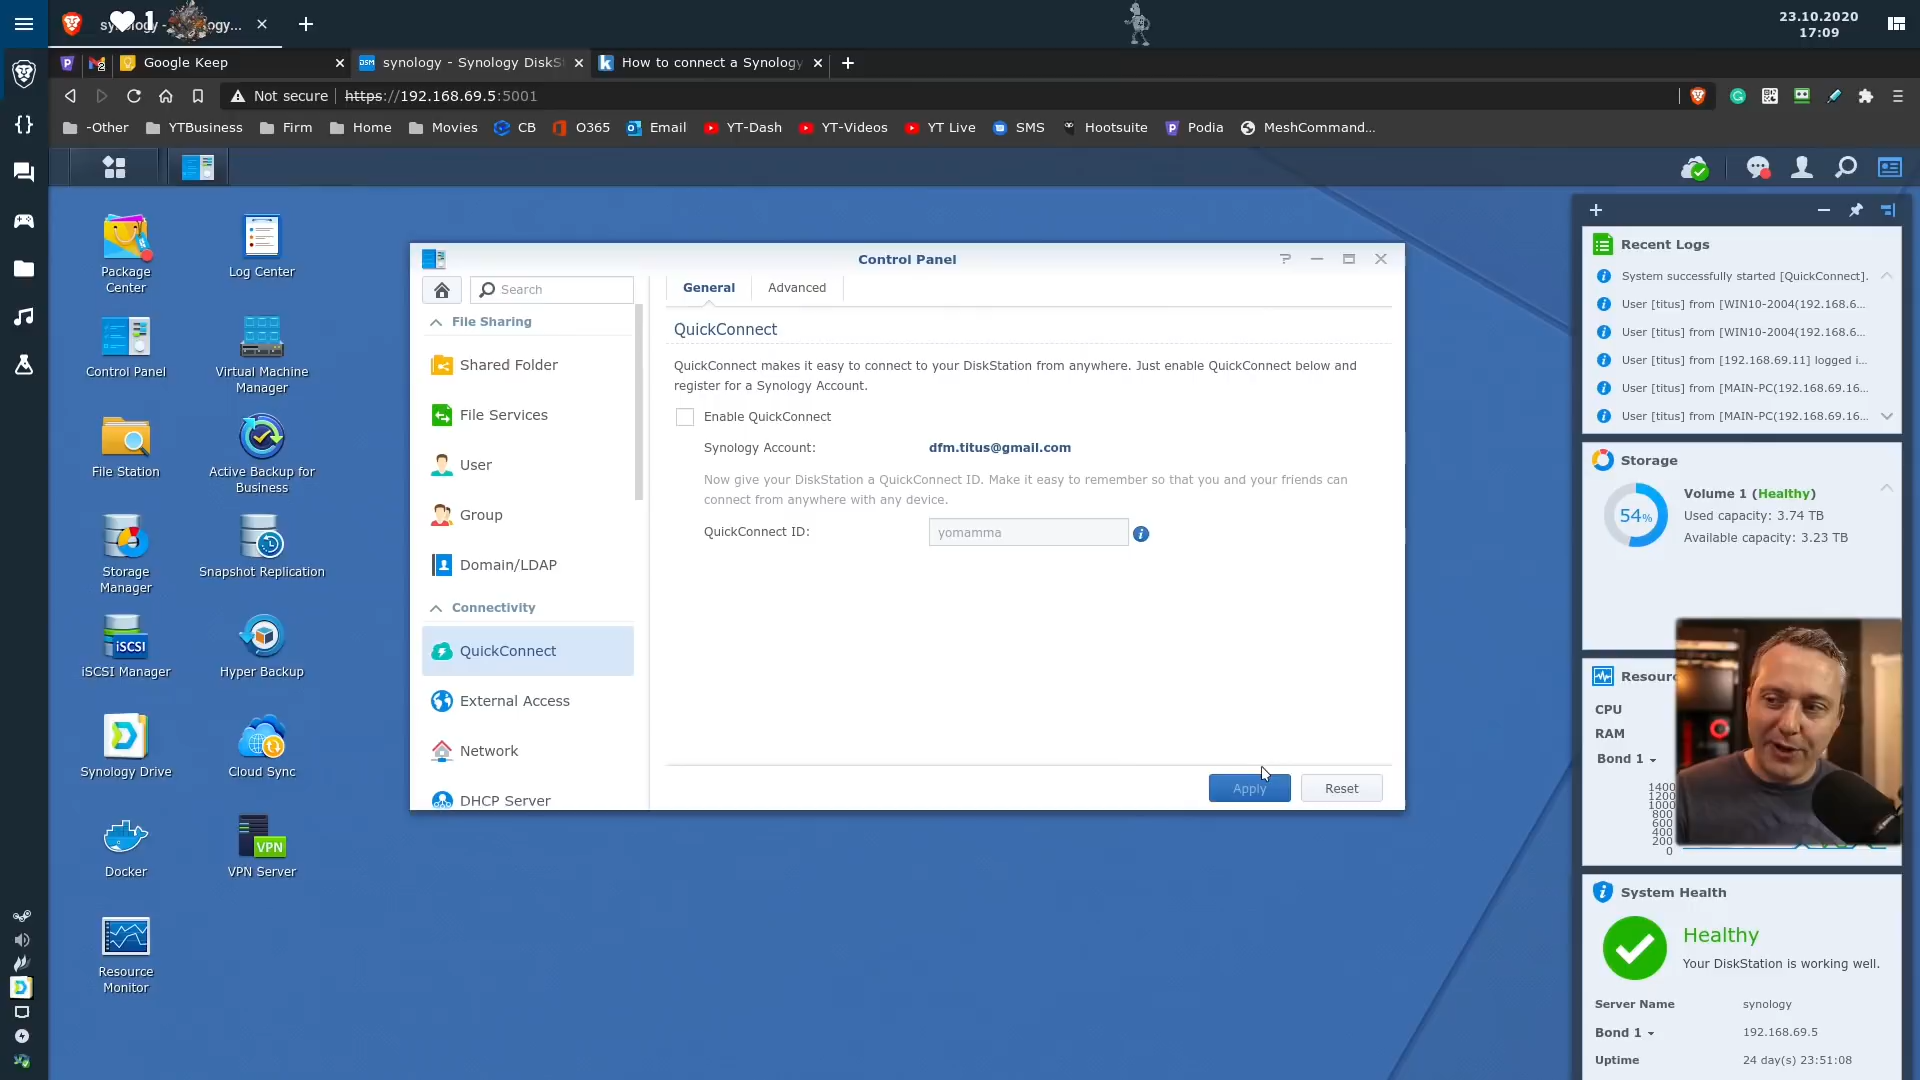 1
synology - ...ogy...
23.10.2020
17:09
Google Keep
synology - Synology DiskS
How to connect a Synology
Not secure
https://192.168.69.5:5001
-Other
YTBusiness
Firm
Home
Movies
CB
O365
Email
YT-Dash
YT-Videos
YT Live
SMS
Hootsuite
Podia
MeshCommand...
Package
Center
Log Center
Control Panel
Virtual Machine
Manager
File Station
Active Backup for
Business
Storage
Manager
Snapshot Replication
iSCSI
iSCSI Manager
Hyper Backup
Synology Drive
Cloud Sync
Docker
VPN
VPN Server
Resource
Monitor
Control Panel
Search
File Sharing
Shared Folder
File Services
User
Group
Domain/LDAP
Connectivity
QuickConnect
External Access
Network
DHCP Server
General
Advanced
QuickConnect
QuickConnect makes it easy to connect to your DiskStation from anywhere. Just enable QuickConnect below and
register for a Synology Account.
Enable QuickConnect
Synology Account:
dfm.titus@gmail.com
Now give your DiskStation a QuickConnect ID. Make it easy to remember so that you and your friends can
connect from anywhere with any device.
QuickConnect ID:
yomamma
Apply
Reset
Recent Logs
System successfully started [QuickConnect].
User [titus] from [WIN10-2004(192.168.6...
User [titus] from [WIN10-2004(192.168.6...
User [titus] from [192.168.69.11] logged i...
User [titus] from [MAIN-PC(192.168.69.16...
User [titus] from [MAIN-PC(192.168.69.16...
Storage
54%
Volume 1 (Healthy)
Used capacity: 3.74 TB
Available capacity: 3.23 TB
Resour
CPU
RAM
Bond 1
1400
1200
1000
800
600
400
200
0
System Health
Healthy
Your DiskStation is working well.
Server Name
synology
Bond 1
192.168.69.5
Uptime
24 day(s) 23:51:08